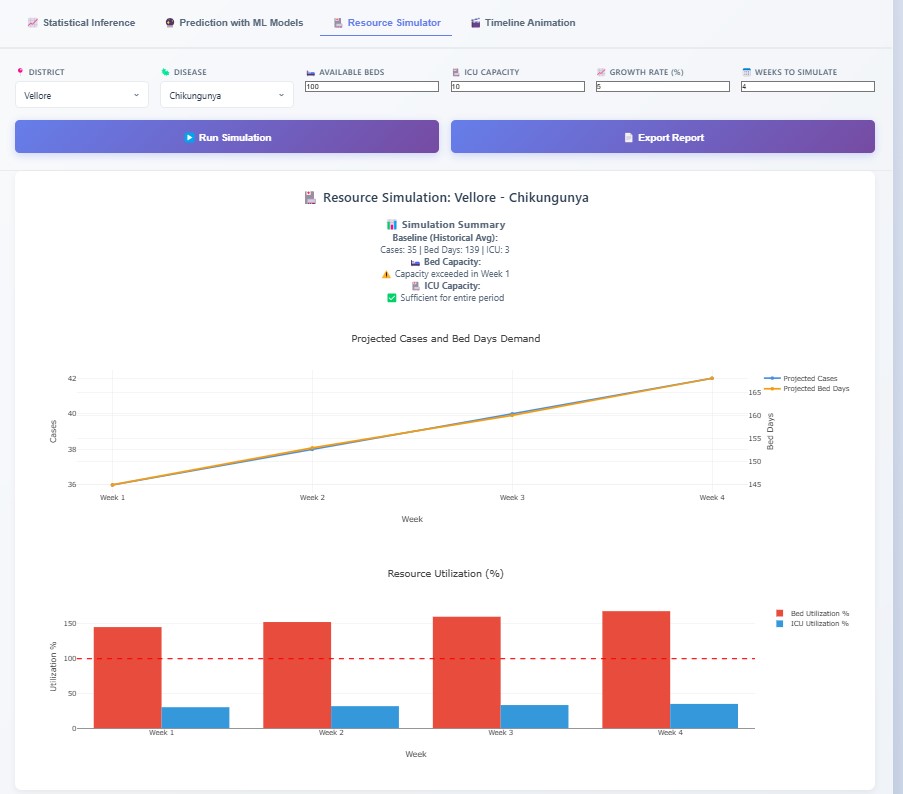 📈 Statistical Inference 🔮 Prediction with ML Models 🏥 Resource Simulator 🎬 Timeline Animation
📍 DISTRICT 🦠 DISEASE 🛏️ AVAILABLE BEDS 🏥 ICU CAPACITY 📈 GROWTH RATE (%) 📅 WEEKS TO SIMULATE
Vellore Chikungunya 100 10 5 4
▶️ Run Simulation 📄 Export Report
🏥 Resource Simulation: Vellore - Chikungunya
📊 Simulation Summary
Baseline (Historical Avg):
Cases: 35 | Bed Days: 139 | ICU: 3
🛏️ Bed Capacity:
⚠️ Capacity exceeded in Week 1
🏥 ICU Capacity:
✅ Sufficient for entire period
Projected Cases and Bed Days Demand
42
40
38
36
Cases
165
160
155
150
145
Bed Days
Projected Cases
Projected Bed Days
Week 1 Week 2 Week 3 Week 4
Week
Resource Utilization (%)
150
100
50
0
Utilization %
Bed Utilization %
ICU Utilization %
Week 1 Week 2 Week 3 Week 4
Week